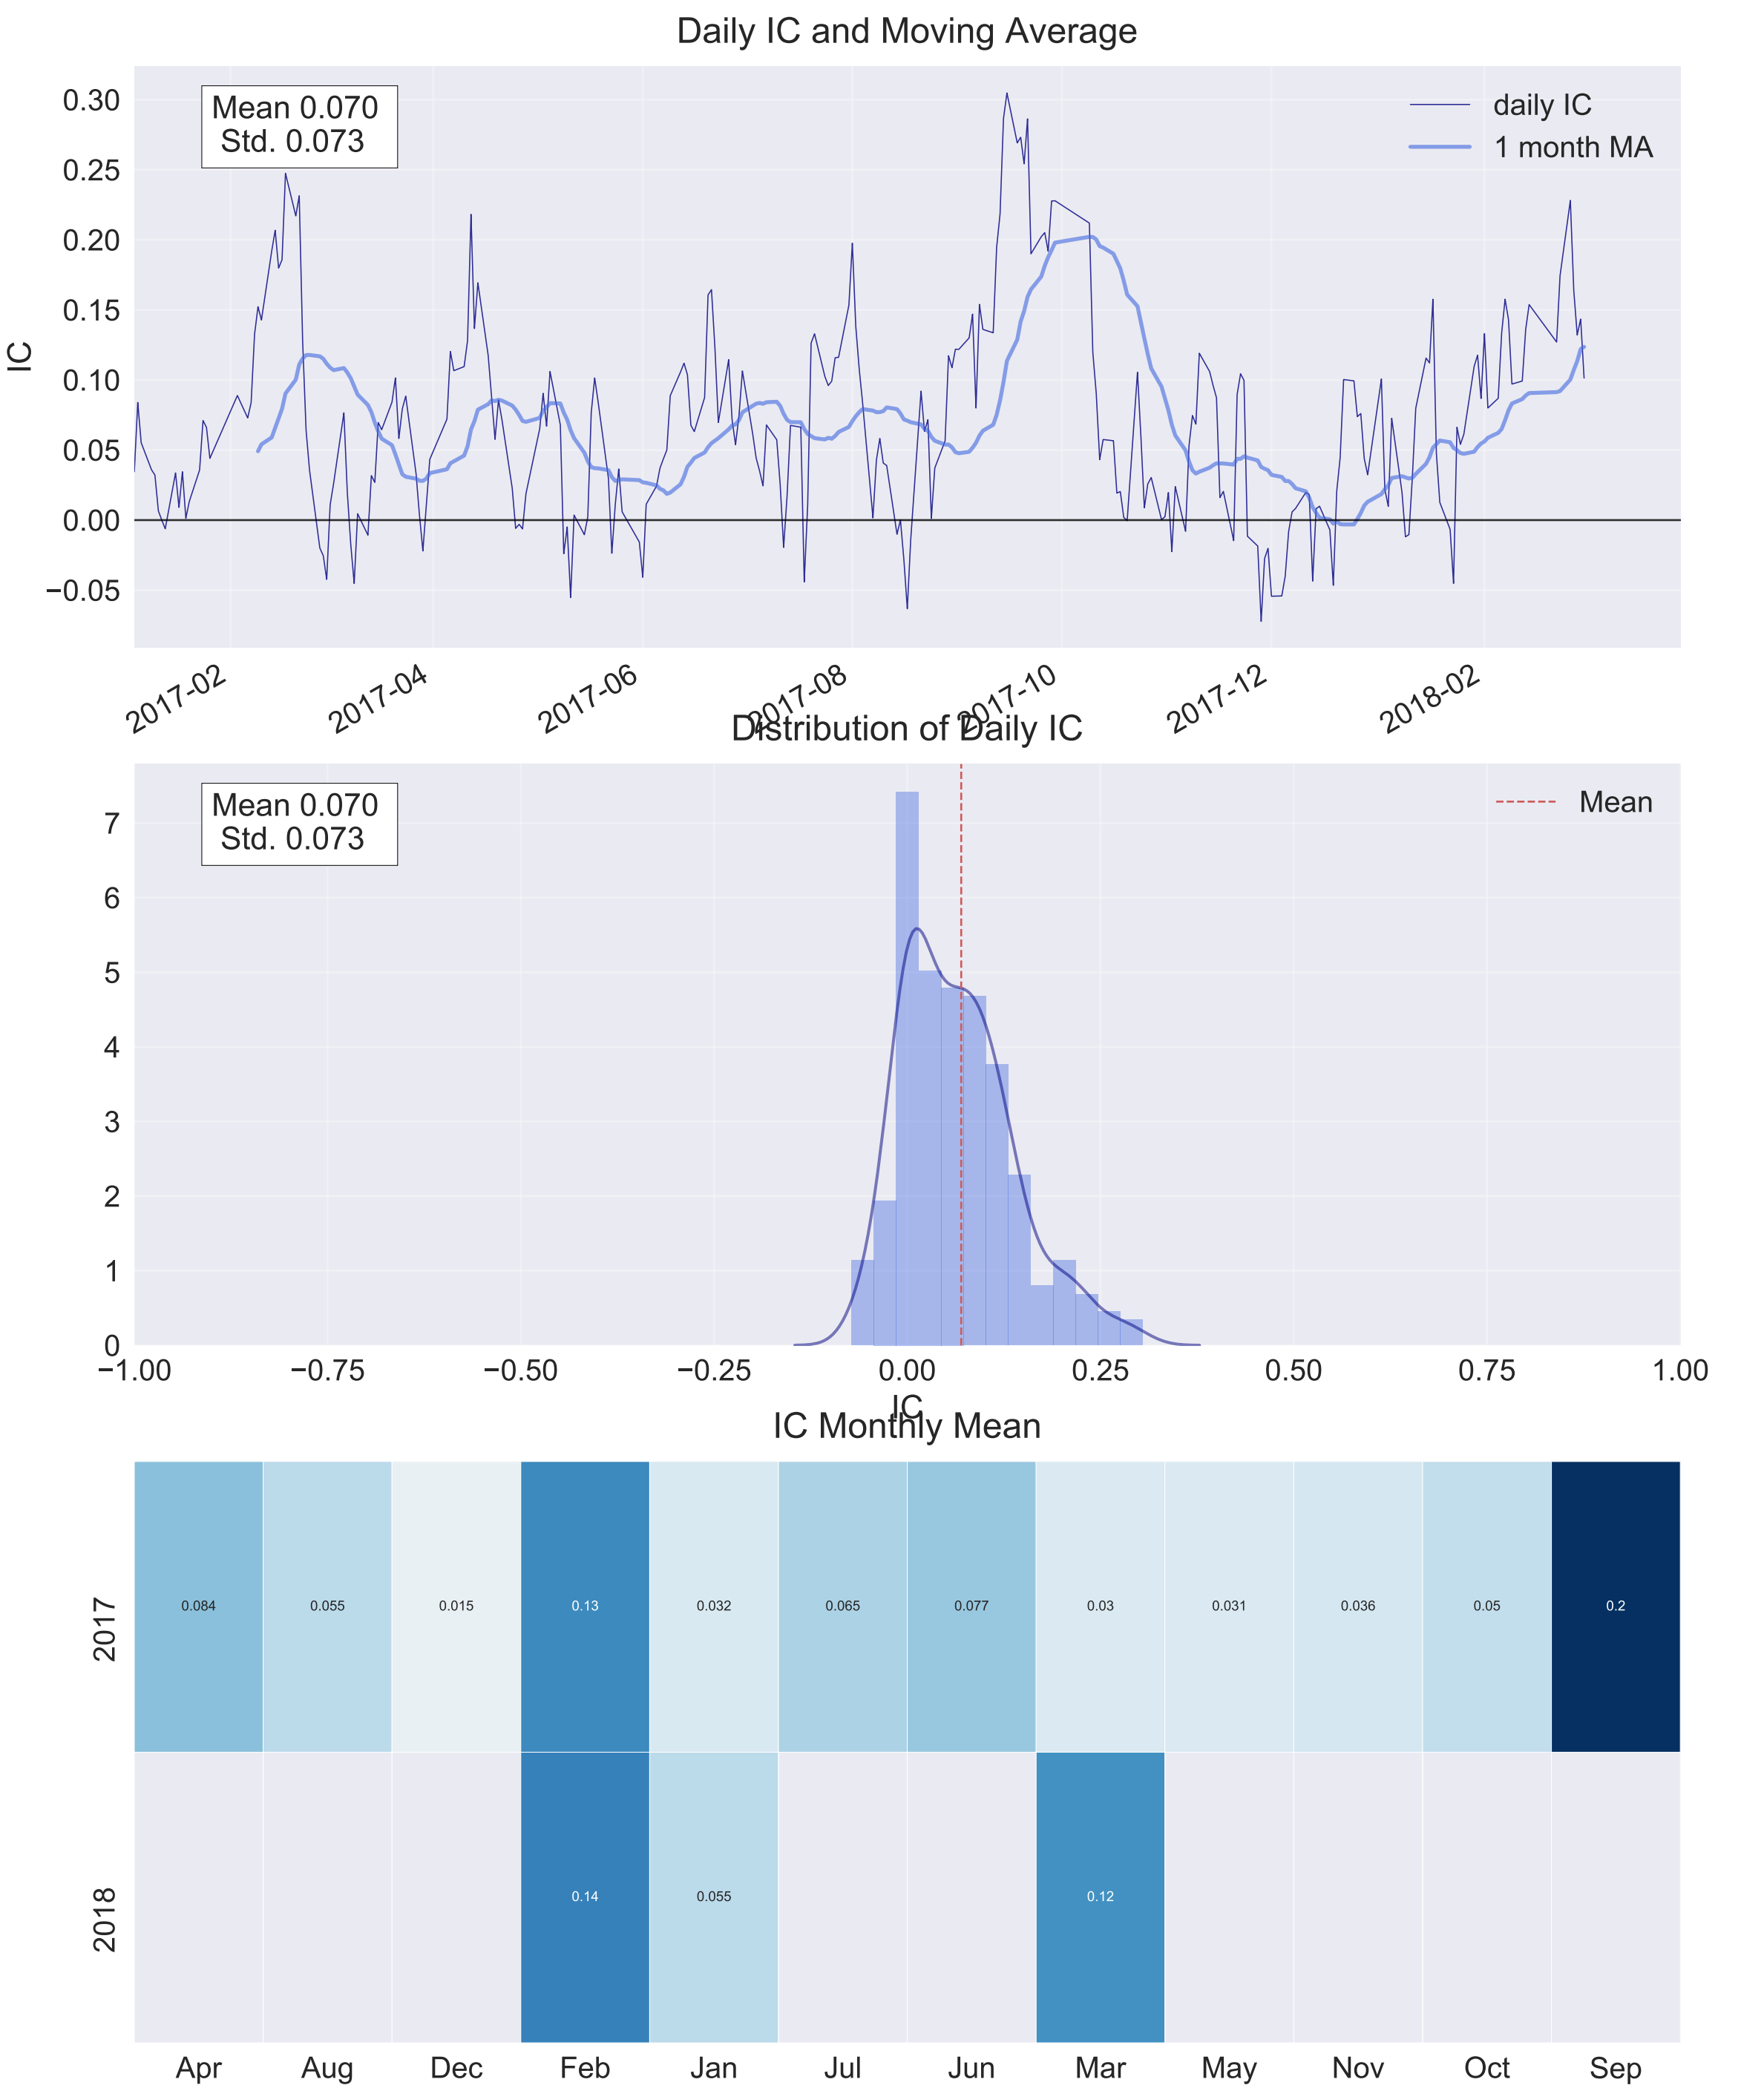 Daily IC and Moving Average
Mean 0.070
Std. 0.073
daily IC
1 month MA
IC
0.30
0.25
0.20
0.15
0.10
0.05
0.00
−0.05
2017-02
2017-04
2017-06
2017-08
2017-10
2017-12
2018-02
Distribution of Daily IC
Mean 0.070
Std. 0.073
Mean
7
6
5
4
3
2
1
0
−1.00
−0.75
−0.50
−0.25
0.00
0.25
0.50
0.75
1.00
IC
IC Monthly Mean
2017
0.084
0.055
0.015
0.13
0.032
0.065
0.077
0.03
0.031
0.036
0.05
0.2
2018
0.14
0.055
0.12
Apr
Aug
Dec
Feb
Jan
Jul
Jun
Mar
May
Nov
Oct
Sep